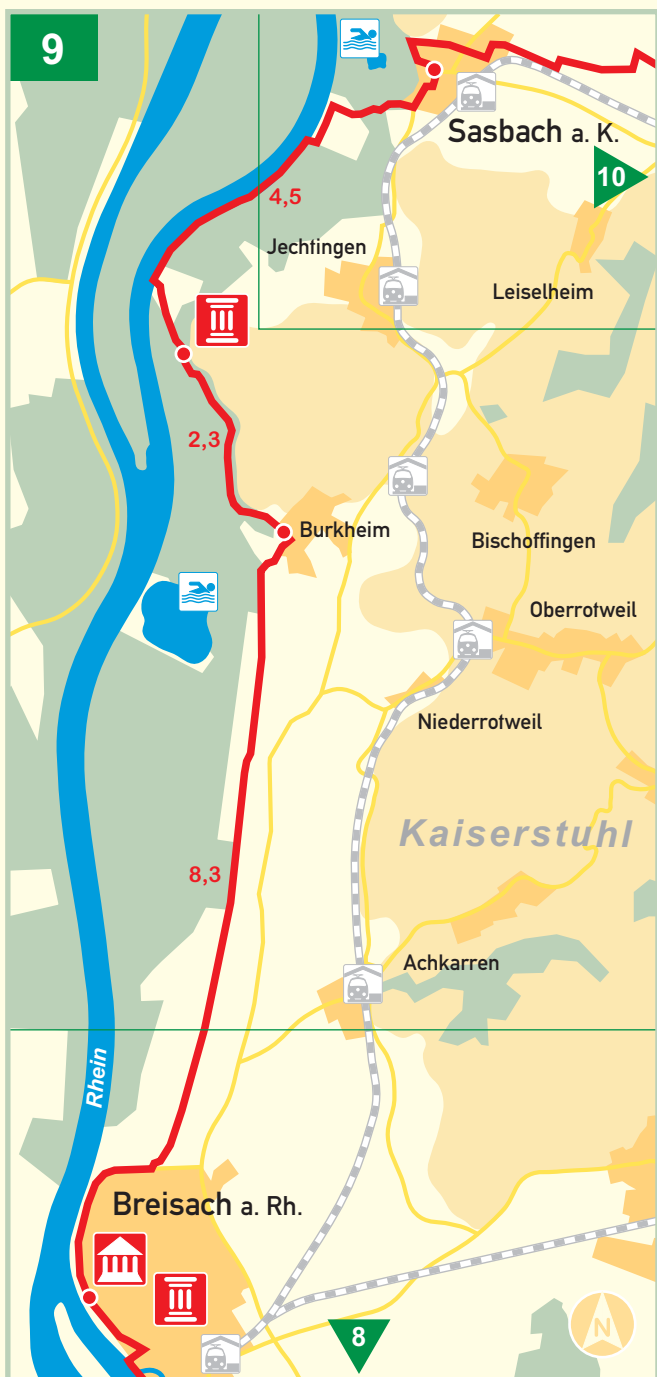 9
Sasbach a. K.
10
4,5
Jechtingen
Leiselheim
2,3
Burkheim
Bischoffingen
Oberrotweil
Niederrotweil
Kaiserstuhl
8,3
Achkarren
Rhein
Breisach a. Rh.
8
N